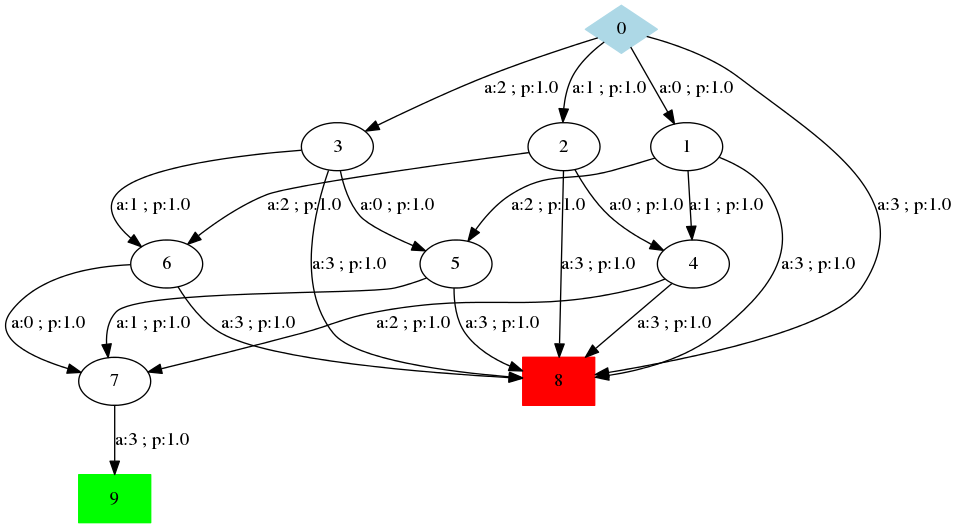 0
a:2 ; p:1.0
a:1 ; p:1.0
a:0 ; p:1.0
3
2
1
a:1 ; p:1.0
a:2 ; p:1.0
a:0 ; p:1.0
a:2 ; p:1.0
a:0 ; p:1.0
a:1 ; p:1.0
a:3 ; p:1.0
6
5
4
a:3 ; p:1.0
a:3 ; p:1.0
a:3 ; p:1.0
a:0 ; p:1.0
a:1 ; p:1.0
a:3 ; p:1.0
a:2 ; p:1.0
a:3 ; p:1.0
a:3 ; p:1.0
7
8
a:3 ; p:1.0
9